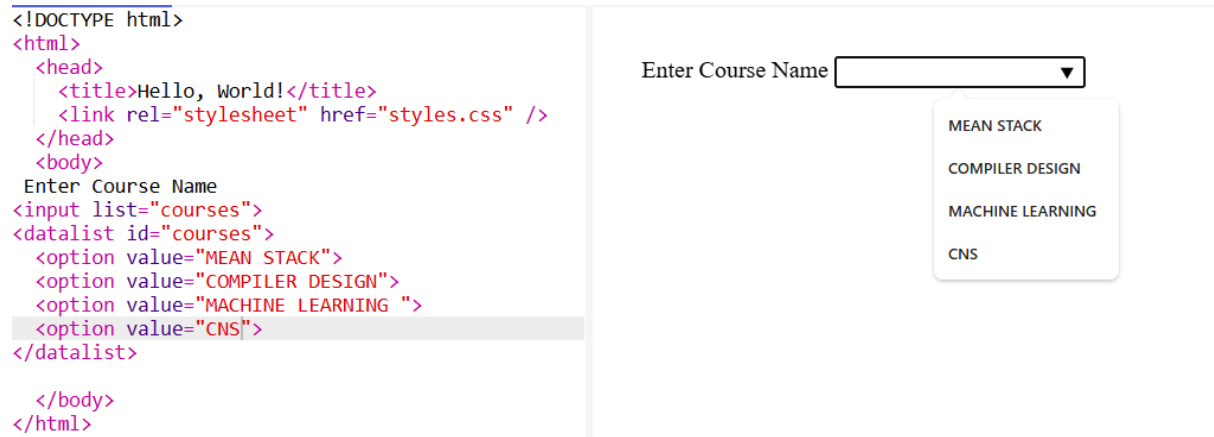 <!DOCTYPE html>
<html>
  <head>
    <title>Hello, World!</title>
    <link rel="stylesheet" href="styles.css" />
  </head>
  <body>
 Enter Course Name
<input list="courses">
<datalist id="courses">
  <option value="MEAN STACK">
  <option value="COMPILER DESIGN">
  <option value="MACHINE LEARNING ">
  <option value="CNS">
</datalist>
  </body>
</html>
Enter Course Name
MEAN STACK
COMPILER DESIGN
MACHINE LEARNING
CNS